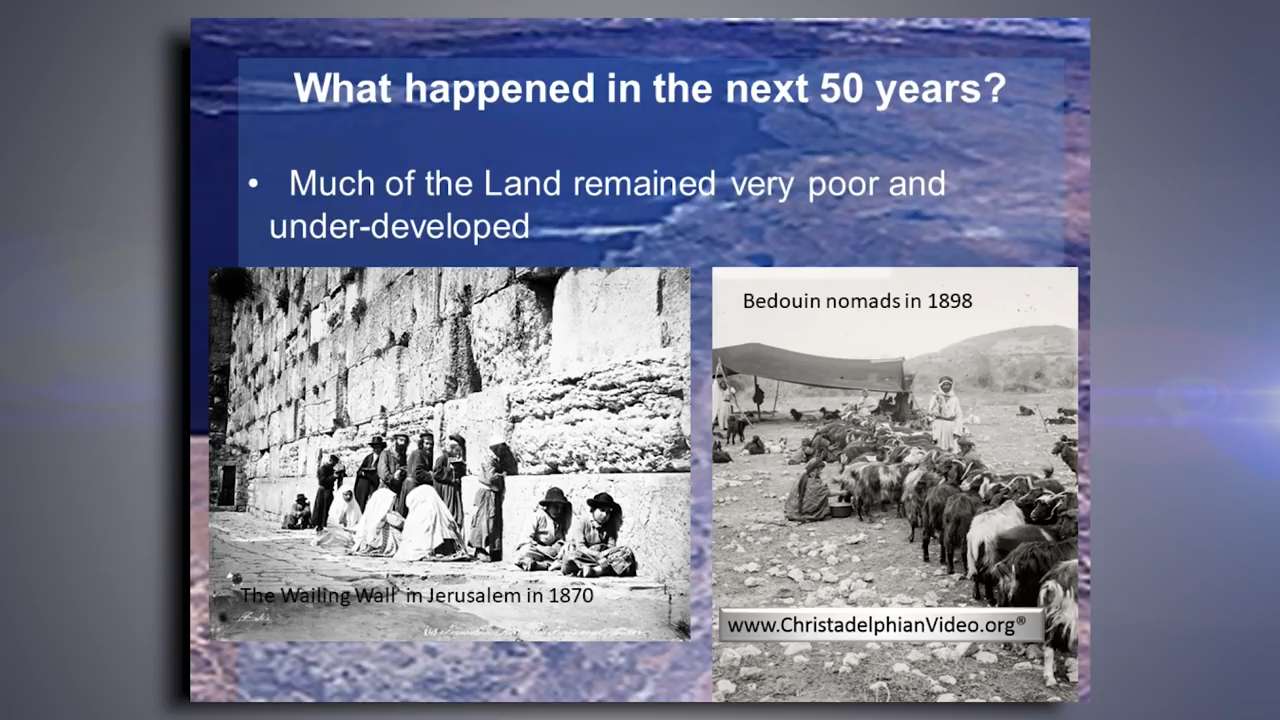 What happened in the next 50 years?
• Much of the Land remained very poor and
under-developed
Bedouin nomads in 1898
The Wailing Wall in Jerusalem in 1870
www.ChristadelphianVideo.org®